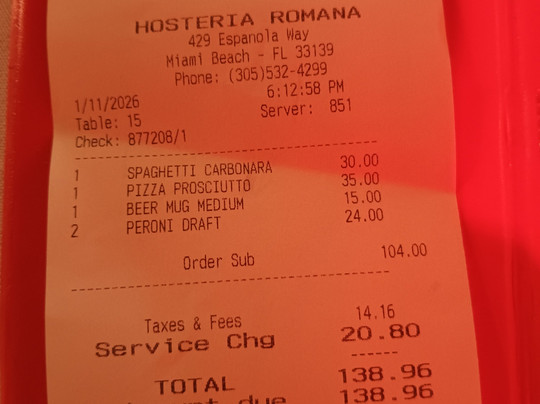 HOSTERIA ROMANA
429 Espanola Way
Miami Beach - FL 33139
Phone: (305)532-4299
1/11/2026 6:12:58 PM
Table: 15 Server: 851
Check: 877208/1
1 SPAGHETTI CARBONARA 30.00
1 PIZZA PROSCIUTTO 35.00
1 BEER MUG MEDIUM 15.00
2 PERONI DRAFT 24.00
Order Sub 104.00
Taxes & Fees 14.16
Service Chg 20.80
TOTAL 138.96
due 138.96